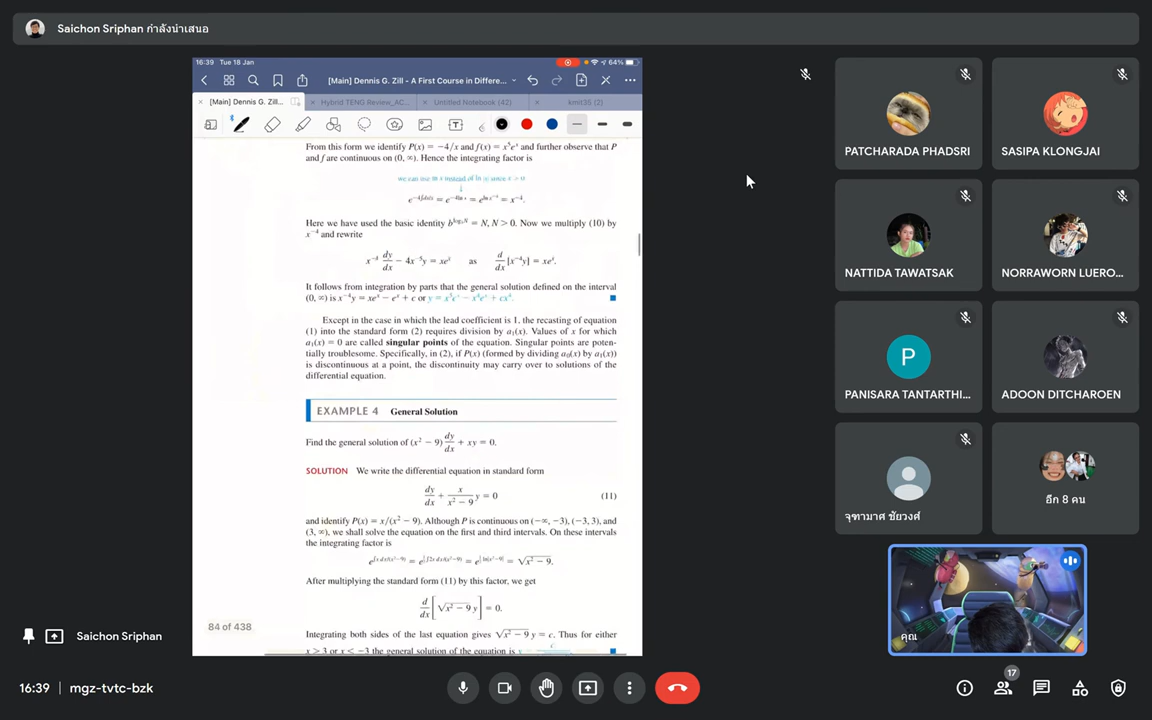 Saichon Sriphan กำลังนำเสนอ
16:39 Tue 18 Jan
64%
[Main] Dennis G. Zill - A First Course in Differe...
[Main] Dennis G. Zill...
Hybrid TENG Review_AC...
Untitled Notebook (42)
kmit35 (2)
From this form we identify P(x) = −4/x and f(x) = x⁵eˣ and further observe that P
and f are continuous on (0, ∞). Hence the integrating factor is
we can use ln x instead of ln |x| since x > 0
e^{−4∫dx/x} = e^{−4ln x} = e^{ln x⁻⁴} = x⁻⁴.
Here we have used the basic identity b^{log_b N} = N, N > 0. Now we multiply (10) by
x⁻⁴ and rewrite
x⁻⁴ dy/dx − 4x⁻⁵y = xeˣ as d/dx [x⁻⁴y] = xeˣ.
It follows from integration by parts that the general solution defined on the interval
(0, ∞) is x⁻⁴y = xeˣ − eˣ + c or y = x⁵eˣ − x⁴eˣ + cx⁴.
Except in the case in which the lead coefficient is 1, the recasting of equation
(1) into the standard form (2) requires division by a₁(x). Values of x for which
a₁(x) = 0 are called singular points of the equation. Singular points are poten-
tially troublesome. Specifically, in (2), if P(x) (formed by dividing a₀(x) by a₁(x))
is discontinuous at a point, the discontinuity may carry over to solutions of the
differential equation.
EXAMPLE 4 General Solution
Find the general solution of (x² − 9) dy/dx + xy = 0.
SOLUTION We write the differential equation in standard form
dy/dx + x/(x² − 9) y = 0 (11)
and identify P(x) = x/(x² − 9). Although P is continuous on (−∞, −3), (−3, 3), and
(3, ∞), we shall solve the equation on the first and third intervals. On these intervals
the integrating factor is
= √(x² − 9).
After multiplying the standard form (11) by this factor, we get
d/dx [√(x² − 9) y] = 0.
84 of 438
Integrating both sides of the last equation gives √(x² − 9) y = c. Thus for either
x > 3 or x < −3 the general solution of the equation is
PATCHARADA PHADSRI
SASIPA KLONGJAI
NATTIDA TAWATSAK
NORRAWORN LUERO...
P
PANISARA TANTARTHI...
ADOON DITCHAROEN
จุฑามาศ ชัยวงศ์
อีก 8 คน
คุณ
Saichon Sriphan
16:39 | mgz-tvtc-bzk
17